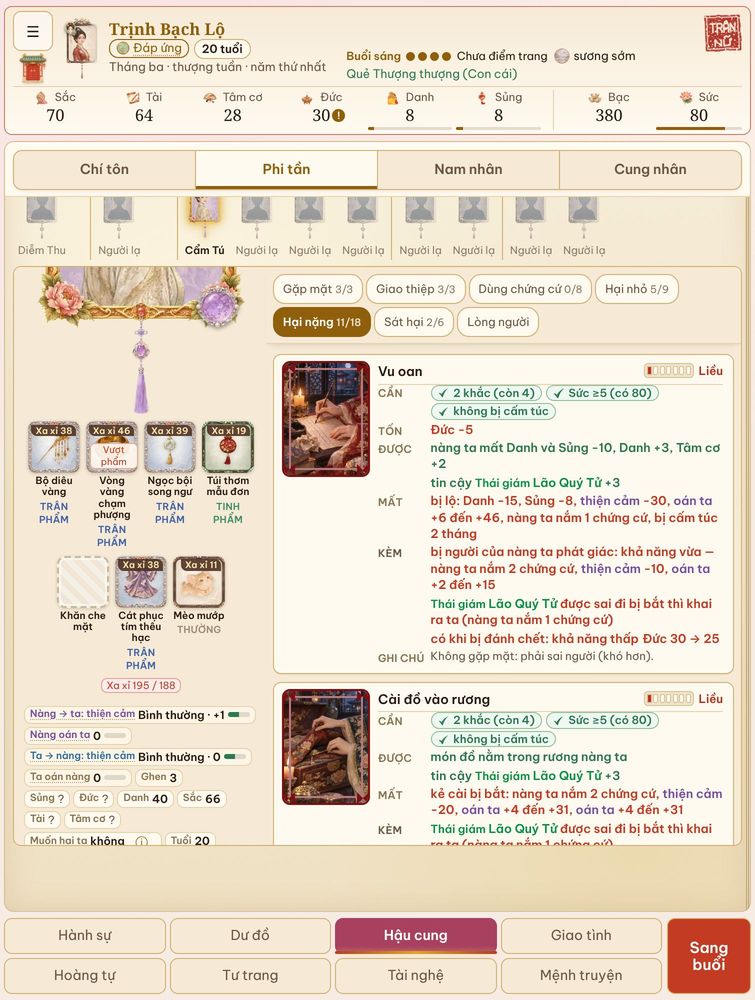 Trịnh Bạch Lộ
Đáp ứng 20 tuổi
Tháng ba · thượng tuần · năm thứ nhất
Buổi sáng Chưa điểm trang sương sớm
Quẻ Thượng thượng (Con cái)
TRÂN NỮ
Sắc Tài Tâm cơ Đức Danh Sủng Bạc Sức
70 64 28 30 ! 8 8 380 80
Chí tôn Phi tần Nam nhân Cung nhân
Diễm Thu Người lạ Cẩm Tú Người lạ Người lạ Người lạ Người lạ Người lạ Người lạ Người lạ
Xa xỉ 38 Xa xỉ 46 Xa xỉ 39 Xa xỉ 19
Vượt phẩm
Bộ diêu vàng
TRÂN PHẨM
Vòng vàng chạm phượng
TRÂN PHẨM
Ngọc bội song ngư
TRÂN PHẨM
Túi thơm mẫu đơn
TINH PHẨM
Xa xỉ 38 Xa xỉ 11
Khăn che mặt
Cát phục tím thêu hạc
TRÂN PHẨM
Mèo mướp
THƯỜNG
Xa xỉ 195 / 188
Nàng → ta: thiện cảm Bình thường · +1
Nàng oán ta 0
Ta → nàng: thiện cảm Bình thường · 0
Ta oán nàng 0 Ghen 3
Sủng ? Đức ? Danh 40 Sắc 66
Tài ? Tâm cơ ?
Muốn hại ta không Tuổi 20
Gặp mặt 3/3 Giao thiệp 3/3 Dùng chứng cứ 0/8 Hại nhỏ 5/9
Hại nặng 11/18 Sát hại 2/6 Lòng người
Vu oan Liều
CẦN ✓ 2 khắc (còn 4) ✓ Sức ≥5 (có 80)
✓ không bị cấm túc
TỐN Đức -5
ĐƯỢC nàng ta mất Danh và Sủng -10, Danh +3, Tâm cơ
+2
tin cậy Thái giám Lão Quý Tử +3
MẤT bị lộ: Danh -15, Sủng -8, thiện cảm -30, oán ta
+6 đến +46, nàng ta nắm 1 chứng cứ, bị cấm túc
2 tháng
KÈM bị người của nàng ta phát giác: khả năng vừa —
nàng ta nắm 2 chứng cứ, thiện cảm -10, oán ta
+2 đến +15
Thái giám Lão Quý Tử được sai đi bị bắt thì khai
ra ta (nàng ta nắm 1 chứng cứ)
có khi bị đánh chết: khả năng thấp Đức 30 → 25
GHI CHÚ Không gặp mặt: phải sai người (khó hơn).
Cài đồ vào rương Liều
CẦN ✓ 2 khắc (còn 4) ✓ Sức ≥5 (có 80)
✓ không bị cấm túc
ĐƯỢC món đồ nằm trong rương nàng ta
tin cậy Thái giám Lão Quý Tử +3
MẤT kẻ cài bị bắt: nàng ta nắm 2 chứng cứ, thiện cảm
-20, oán ta +4 đến +31, oán ta +4 đến +31
KÈM Thái giám Lão Quý Tử được sai đi bị bắt thì khai
ra ta (nàng ta nắm 1 chứng cứ)
Hành sự Dư đồ Hậu cung Giao tình
Sang buổi
Hoàng tự Tư trang Tài nghệ Mệnh truyện